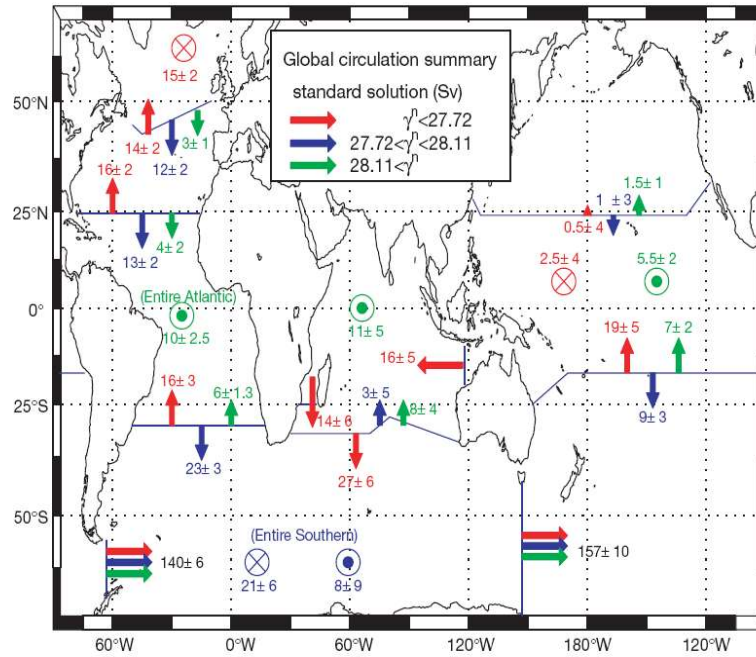 Global circulation summary
standard solution (Sv)
γⁿ<27.72
27.72<γⁿ<28.11
28.11<γⁿ
15± 2
50°N
14± 2
12± 2
3± 1
16± 2
25°N
13± 2
4± 2
1 ± 3
1.5± 1
0.5± 4
2.5± 4
5.5± 2
(Entire Atlantic)
0°
10± 2.5
11± 5
16± 5
19± 5
7± 2
16± 3
6± 1.3
3± 5
25°S
14± 6
8± 4
9± 3
23± 3
27± 6
50°S
(Entire Southern)
140± 6
157± 10
21± 6
8± 9
60°W
0°W
60°W
120°W
180°W
120°W